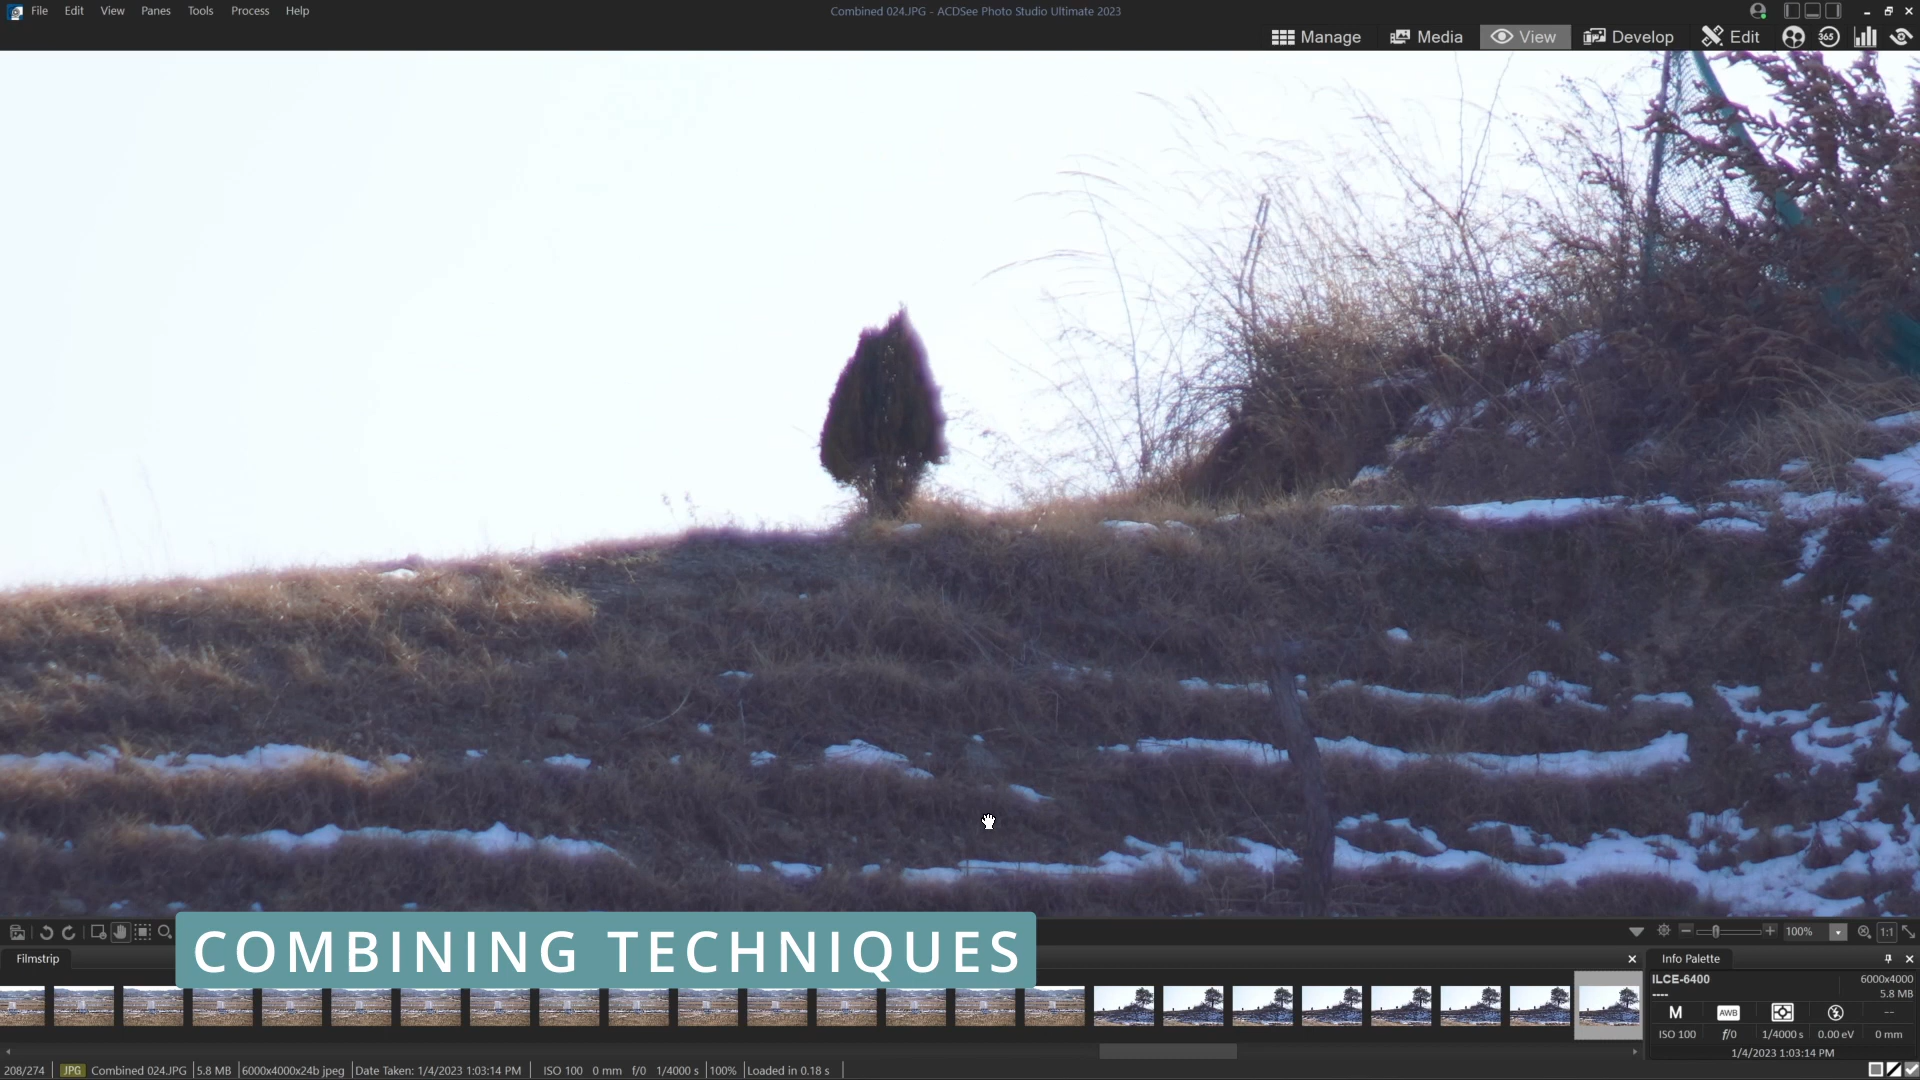 File Edit View Panes Tools Process Help
Combined 024.JPG - ACDSee Photo Studio Ultimate 2023
Manage Media View Develop Edit 365
COMBINING TECHNIQUES
100% 1:1
Filmstrip
Info Palette
ILCE-6400 6000x4000
---- 5.8 MB
M AWB --
ISO 100 f/0 1/4000 s 0.00 eV 0 mm
1/4/2023 1:03:14 PM
208/274 JPG Combined 024.JPG 5.8 MB 6000x4000x24b jpeg Date Taken: 1/4/2023 1:03:14 PM ISO 100 0 mm f/0 1/4000 s 100% Loaded in 0.18 s